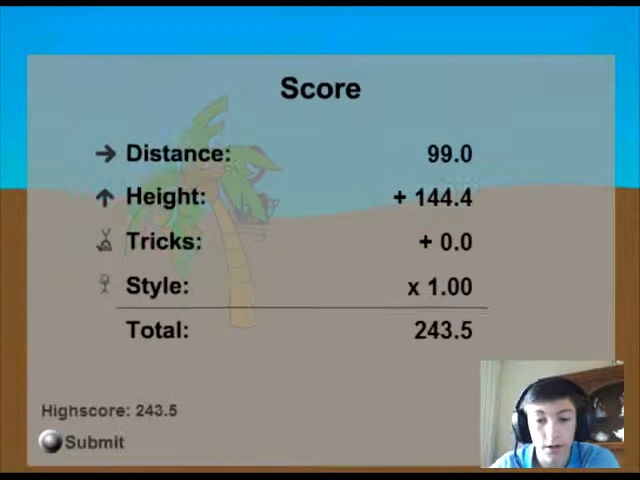 Score
Distance: 99.0
Height: + 144.4
Tricks: + 0.0
Style: x 1.00
Total: 243.5
Highscore: 243.5
Submit